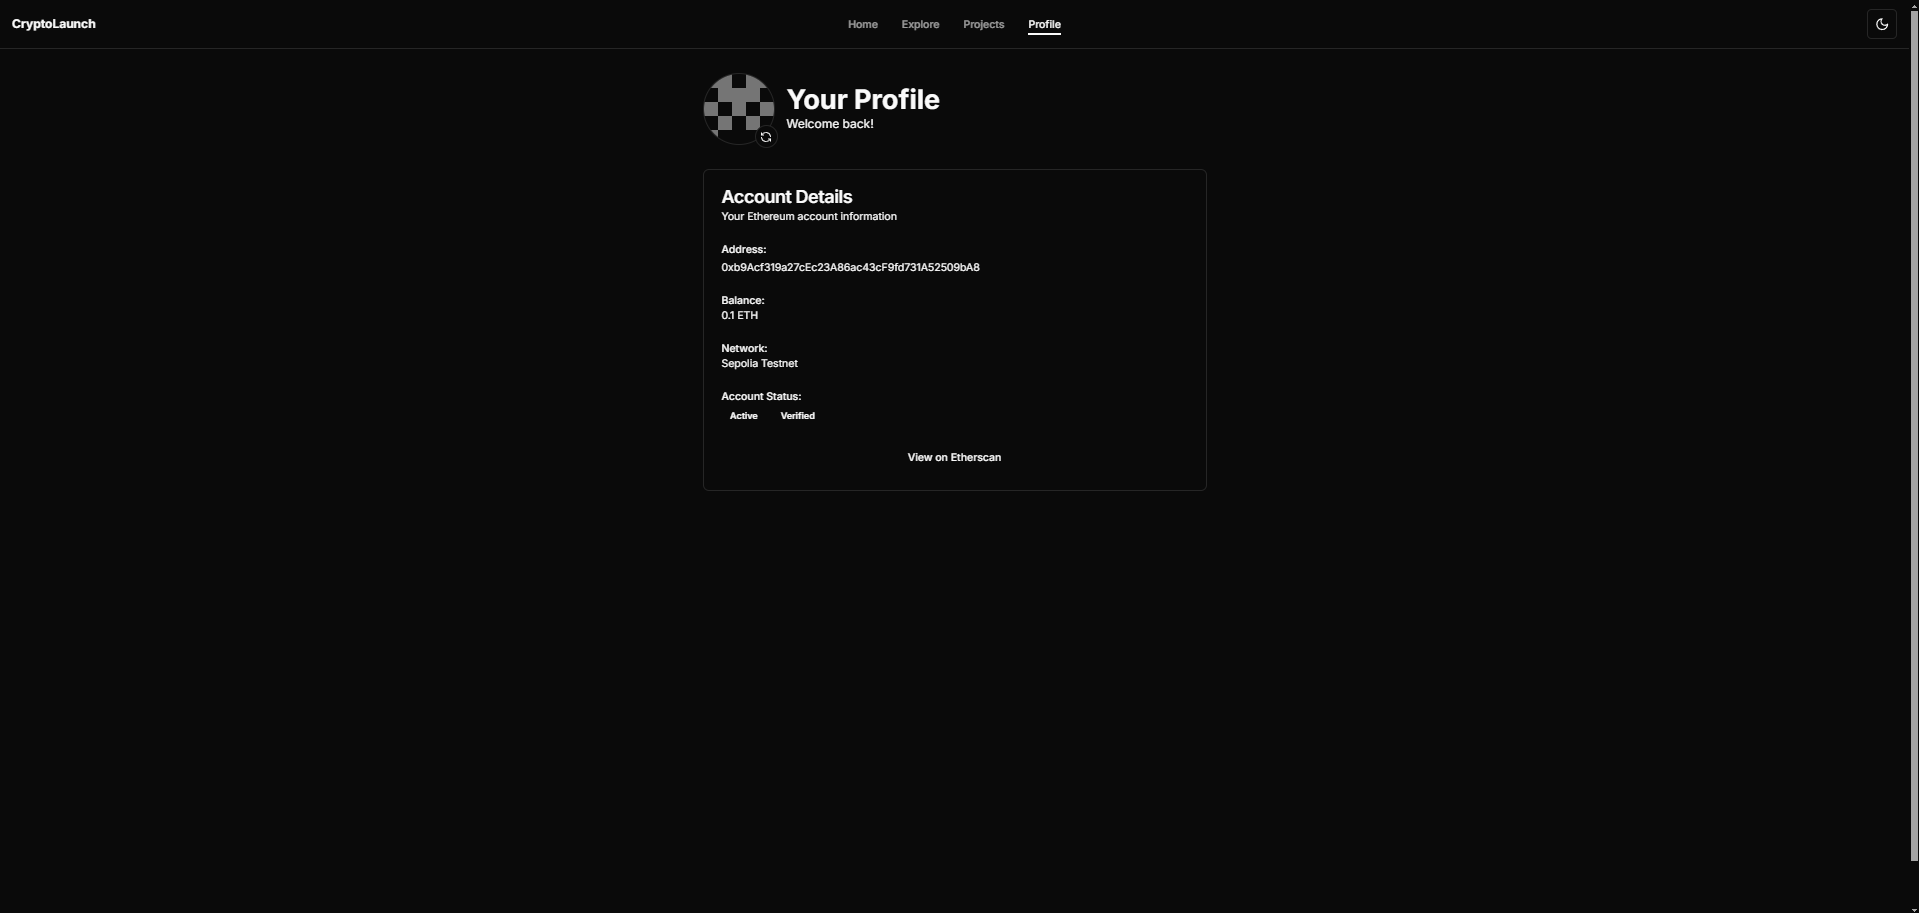 CryptoLaunch
Home Explore Projects Profile
Your Profile
Welcome back!
Account Details
Your Ethereum account information
Address:
0xb9Acf319a27cEc23A86ac43cF9fd731A52509bA8
Balance:
0.1 ETH
Network:
Sepolia Testnet
Account Status:
Active Verified
View on Etherscan